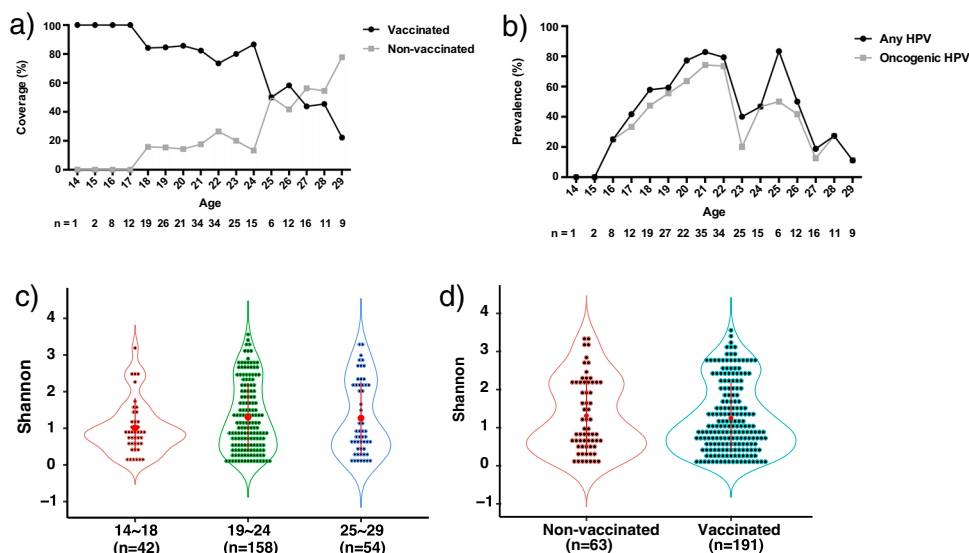 a)
Vaccinated
Non-vaccinated
Coverage (%)
100
80
60
40
20
0
14 15 16 17 18 19 20 21 22 23 24 25 26 27 28 29
Age
n = 1 2 8 12 19 26 21 34 34 25 15 6 12 16 11 9
b)
Any HPV
Oncogenic HPV
Prevalence (%)
100
80
60
40
20
0
14 15 16 17 18 19 20 21 22 23 24 25 26 27 28 29
Age
n = 1 2 8 12 19 27 22 35 34 25 15 6 12 16 11 9
c)
Shannon
4
3
2
1
0
−1
14~18 19~24 25~29
(n=42) (n=158) (n=54)
d)
Shannon
4
3
2
1
0
−1
Non-vaccinated Vaccinated
(n=63) (n=191)